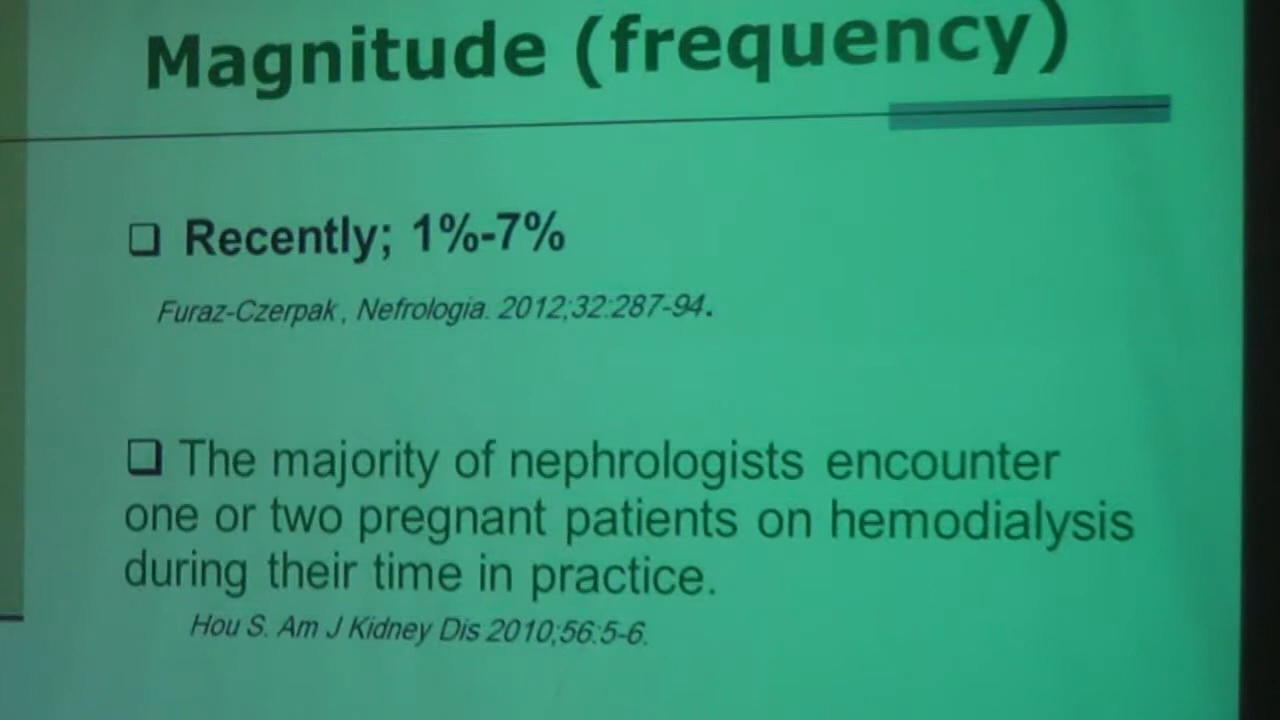 Magnitude (frequency)
❑ Recently; 1%-7%
Furaz-Czerpak, Nefrologia. 2012;32:287-94.
❑ The majority of nephrologists encounter
one or two pregnant patients on hemodialysis
during their time in practice.
Hou S. Am J Kidney Dis 2010;56:5-6.